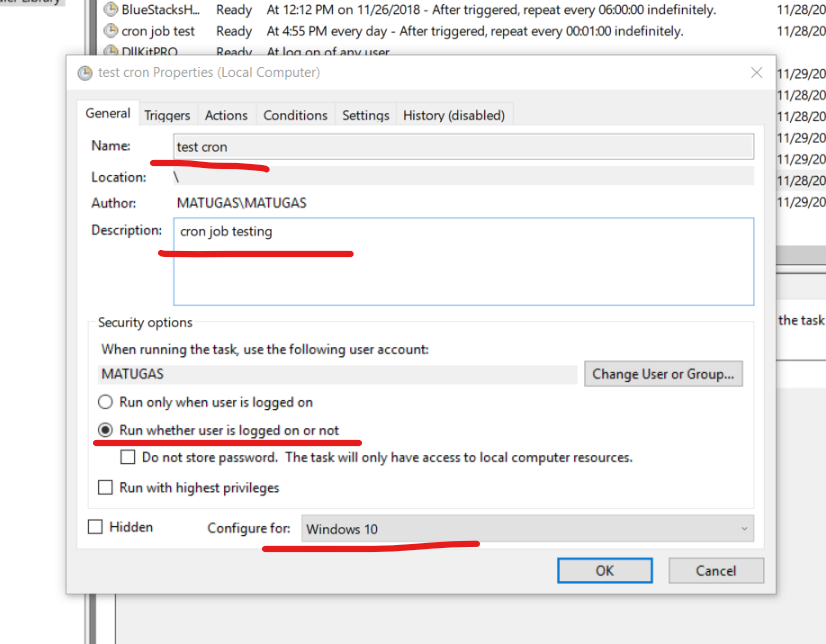 BlueStacksH... Ready At 12:12 PM on 11/26/2018 - After triggered, repeat every 06:00:00 indefinitely. 11/28/20
cron job test Ready At 4:55 PM every day - After triggered, repeat every 00:01:00 indefinitely. 11/28/20
Ready At log on of any user
test cron Properties (Local Computer)
11/29/20
11/28/20
General Triggers Actions Conditions Settings History (disabled)
11/28/20
11/29/20
Name: test cron
11/29/20
Location: \
11/28/20
Author: MATUGAS\MATUGAS
11/29/20
Description: cron job testing
Security options
the task
When running the task, use the following user account:
MATUGAS Change User or Group...
Run only when user is logged on
Run whether user is logged on or not
Do not store password. The task will only have access to local computer resources.
Run with highest privileges
Hidden Configure for: Windows 10
OK Cancel